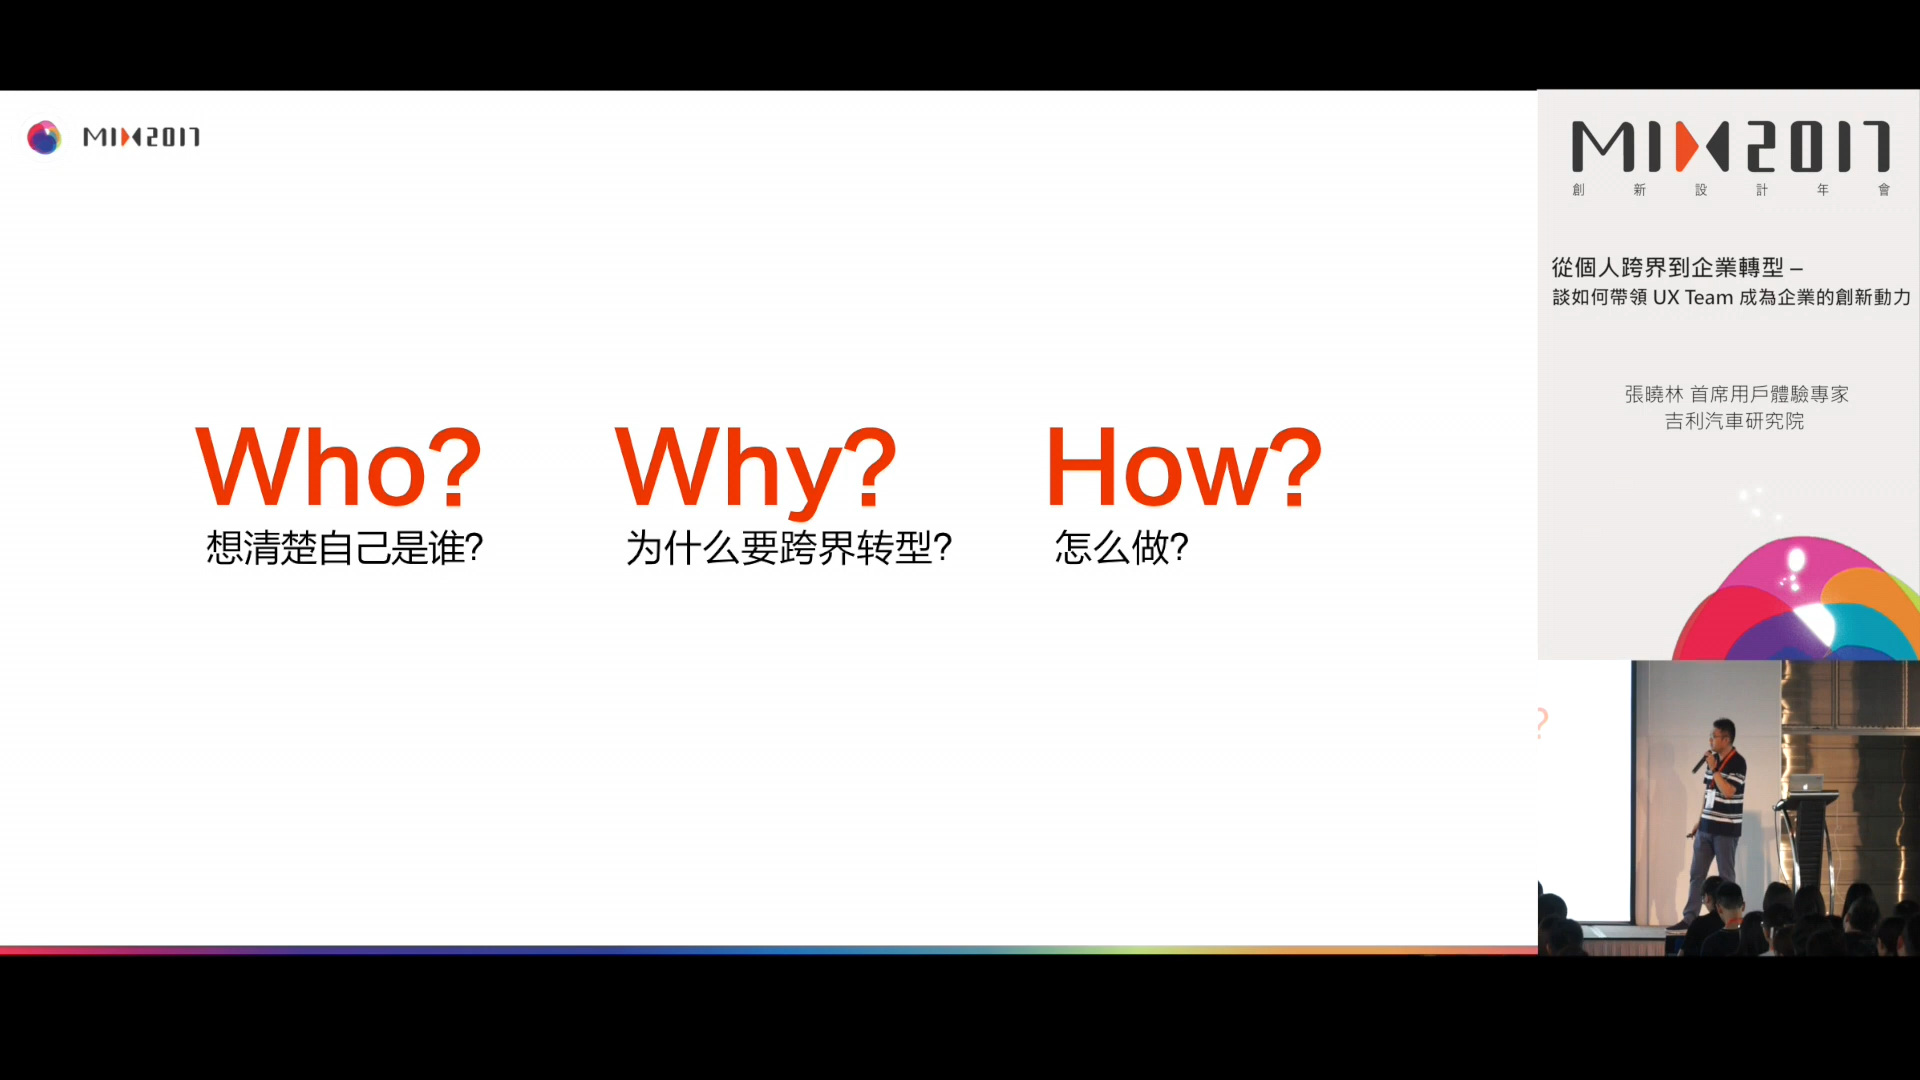 MIX2017
Who?
想清楚自己是谁?
Why?
为什么要跨界转型?
How?
怎么做?
MIX2017
創新設計年會
從個人跨界到企業轉型 –
談如何帶領 UX Team 成為企業的創新動力
張曉林 首席用戶體驗專家
吉利汽車研究院
?